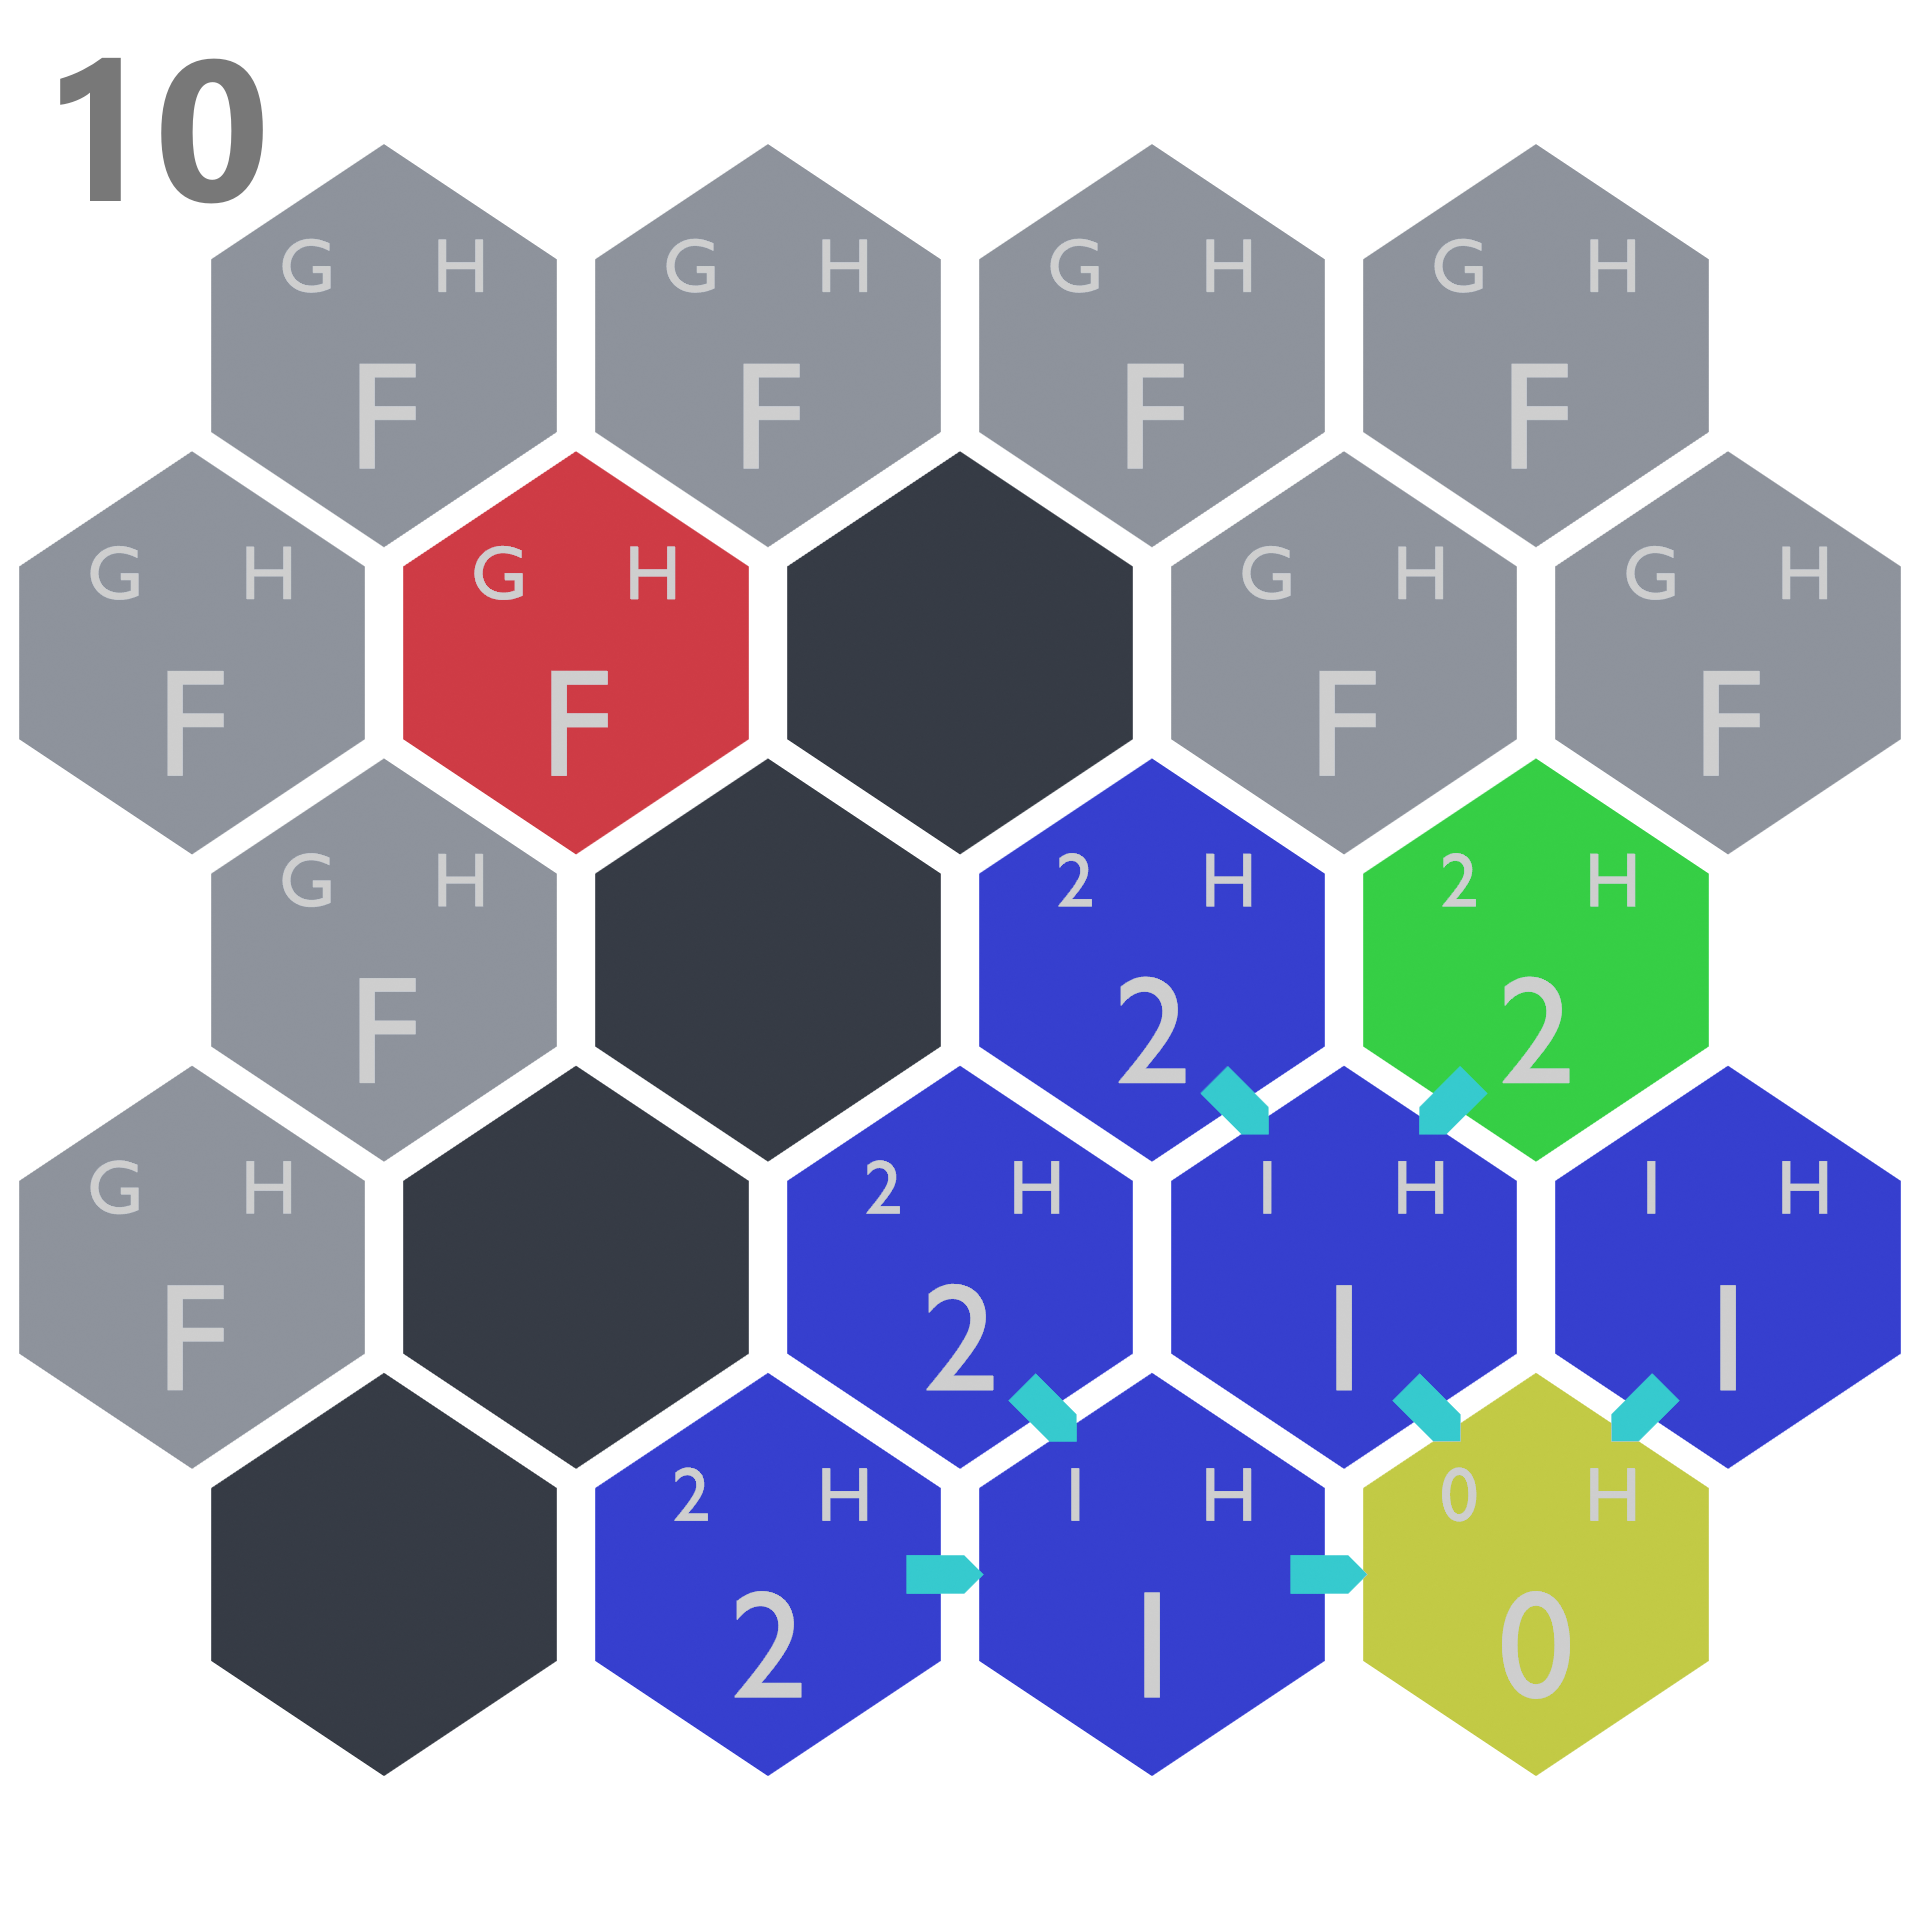 10
G H G H G H G H
F F F F
G H G H G H G H
F F F F
G H 2 H 2 H
F 2 2
G H 2 H I H I H
F 2 I I
2 H I H 0 H
2 I 0